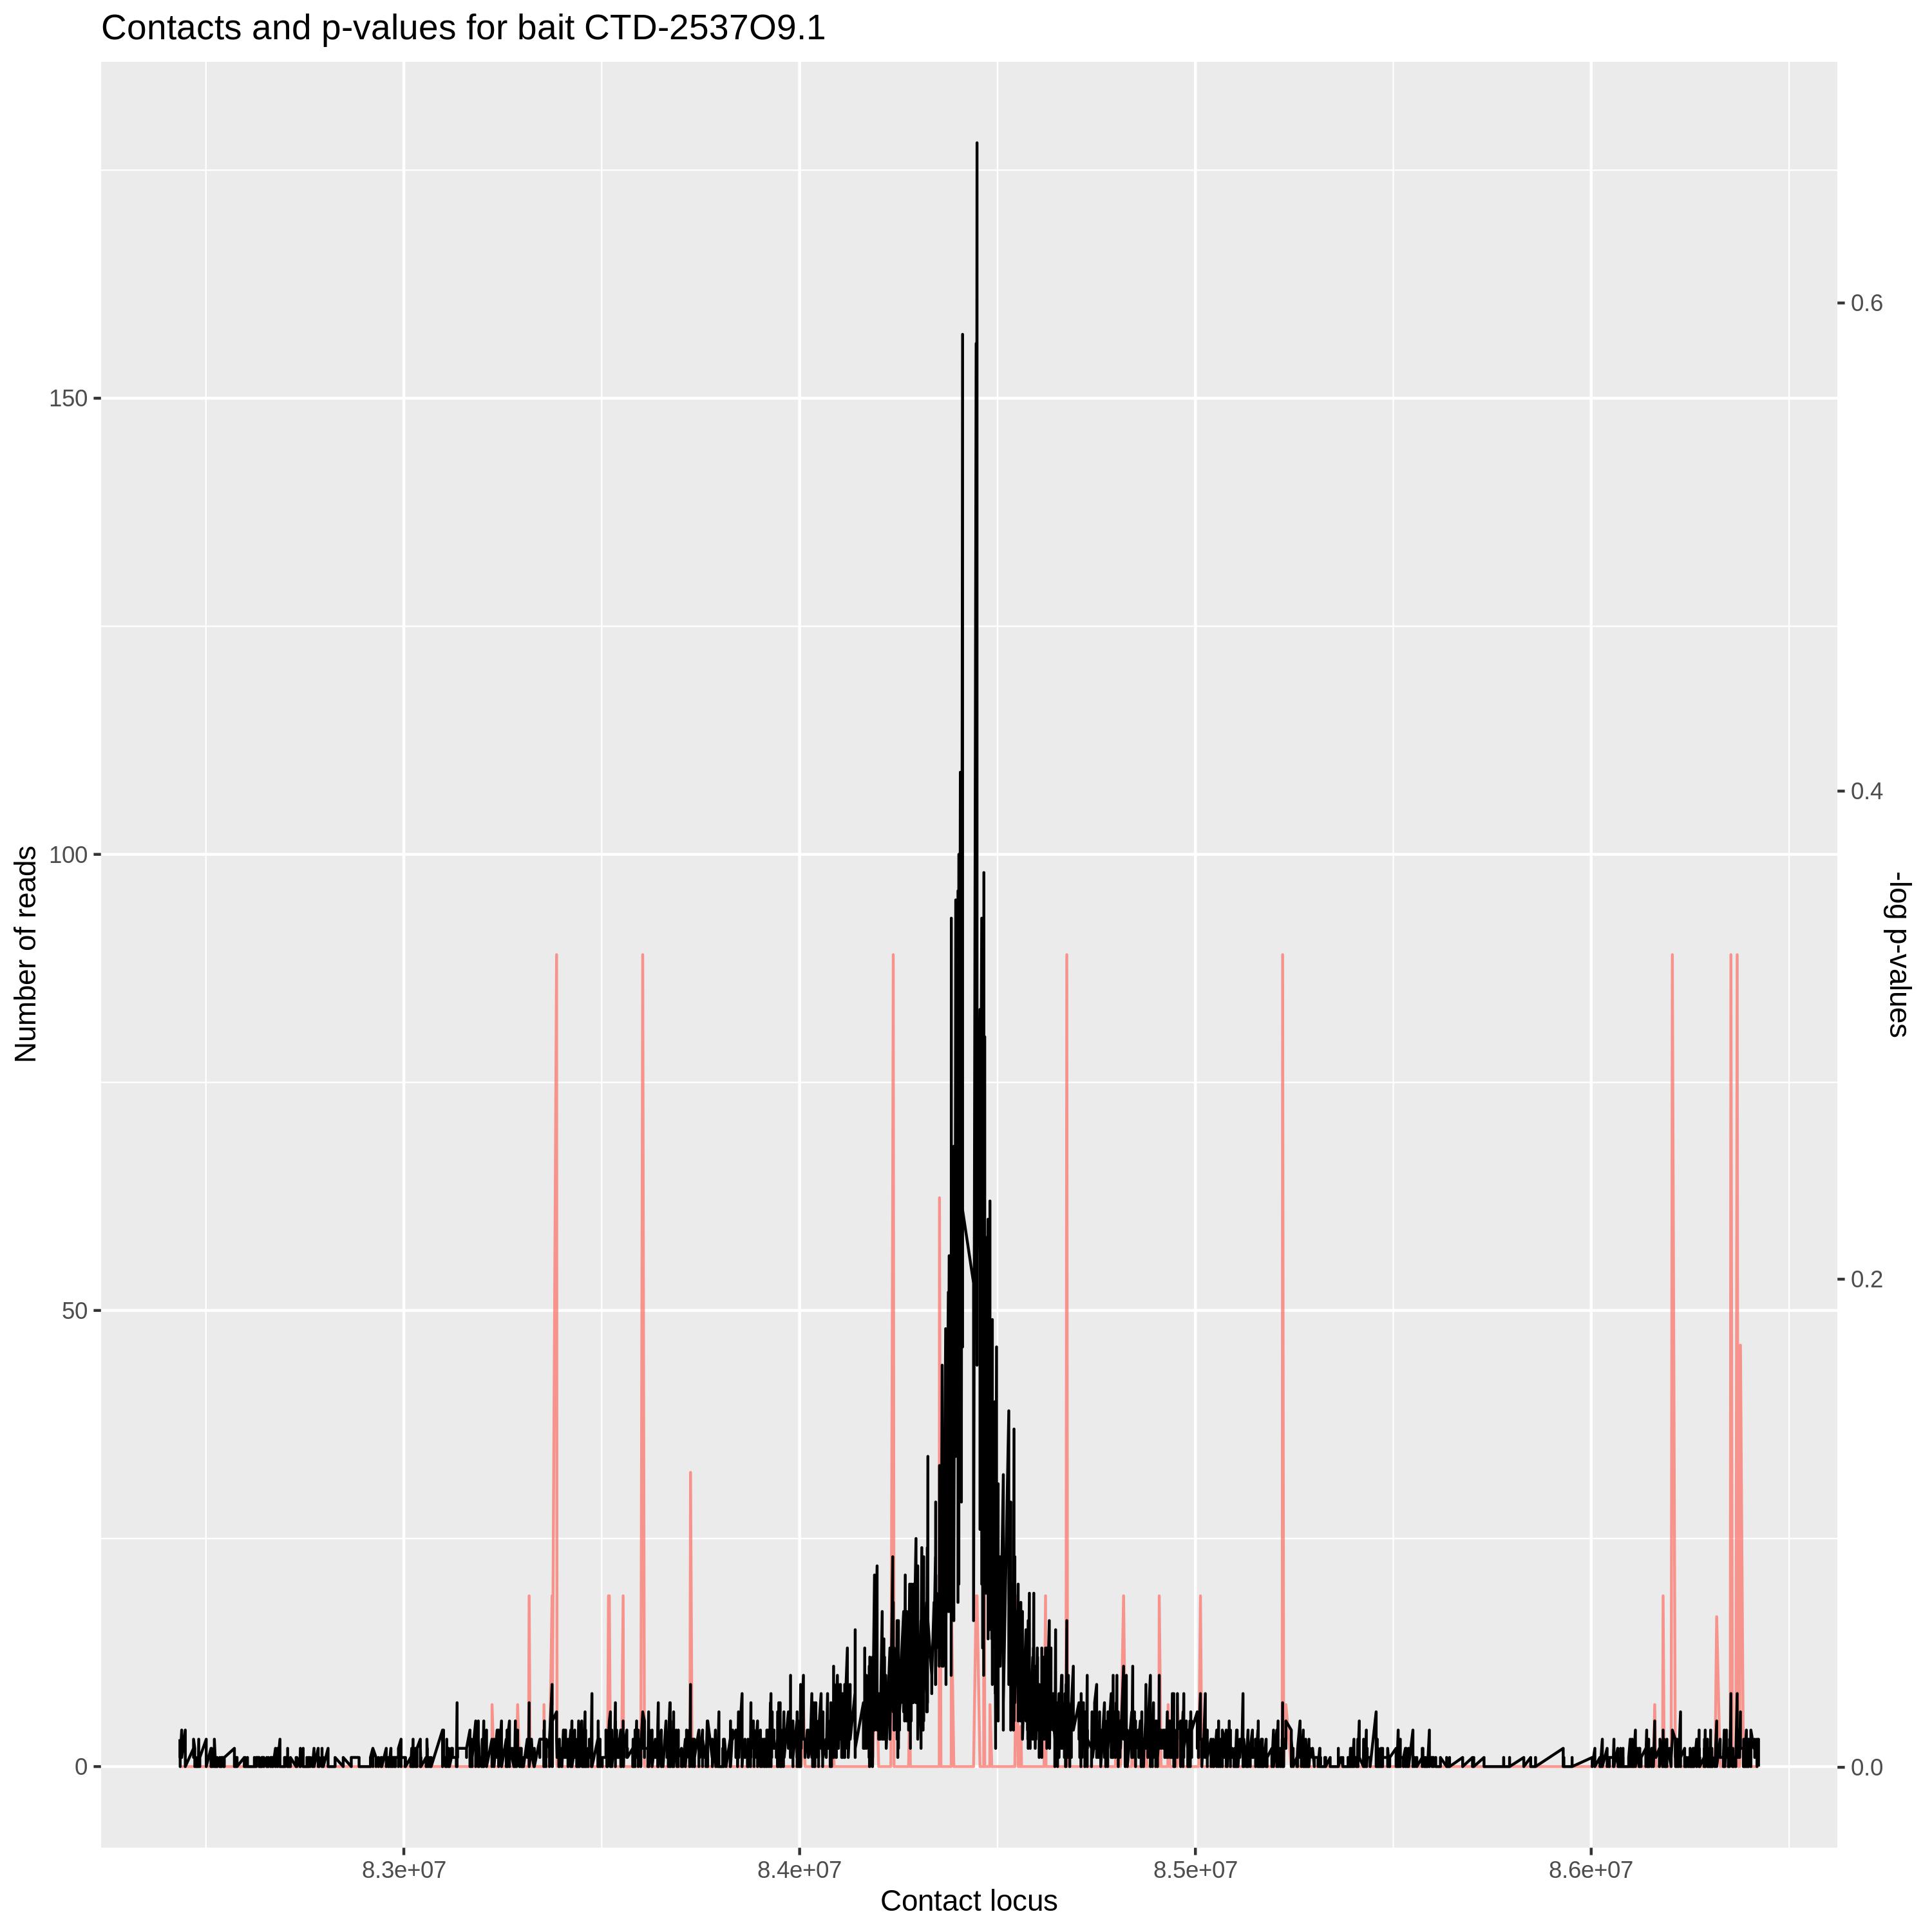 Contacts and p-values for bait CTD-2537O9.1
Number of reads
150
100
50
0
0.6
0.4
0.2
0.0
-log p-values
8.3e+07 8.4e+07 8.5e+07 8.6e+07
Contact locus